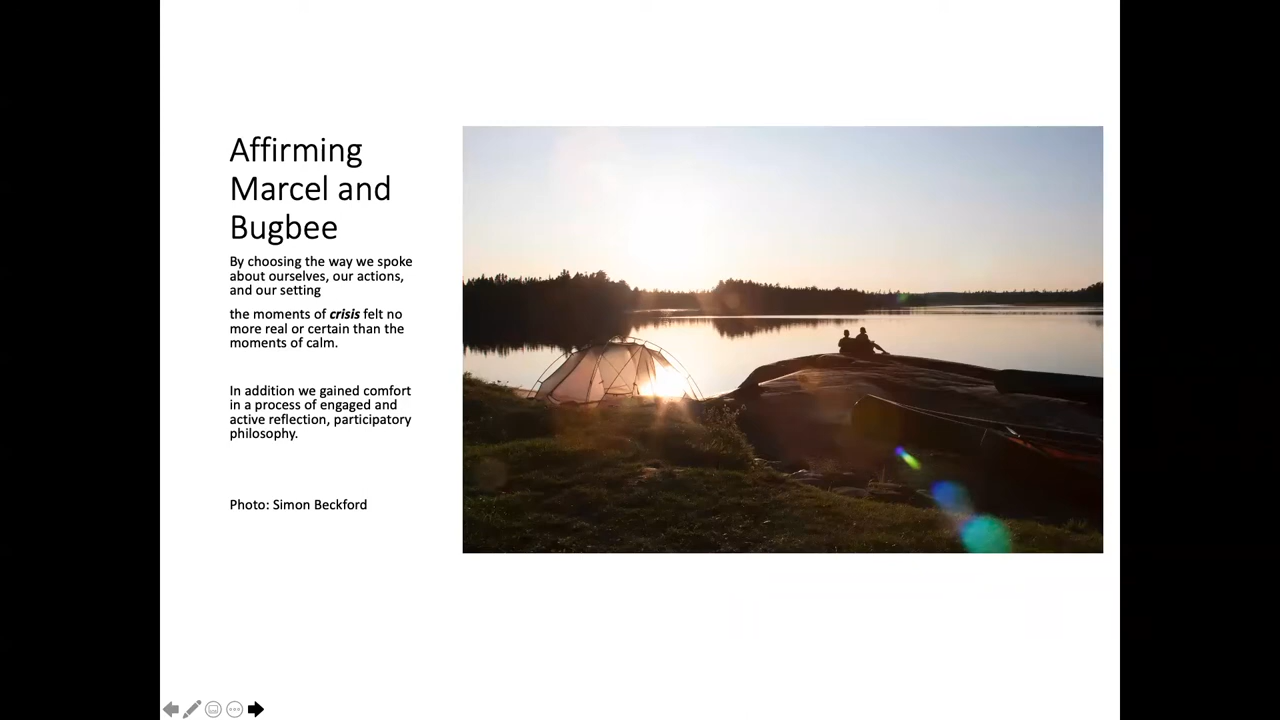 Affirming
Marcel and
Bugbee
By choosing the way we spoke
about ourselves, our actions,
and our setting
the moments of crisis felt no
more real or certain than the
moments of calm.
In addition we gained comfort
in a process of engaged and
active reflection, participatory
philosophy.
Photo: Simon Beckford